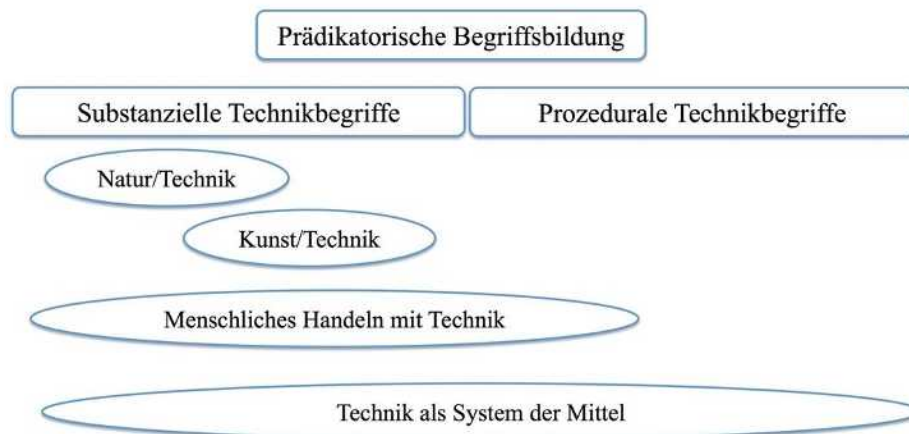 Prädikatorische Begriffsbildung
Substanzielle Technikbegriffe
Prozedurale Technikbegriffe
Natur/Technik
Kunst/Technik
Menschliches Handeln mit Technik
Technik als System der Mittel